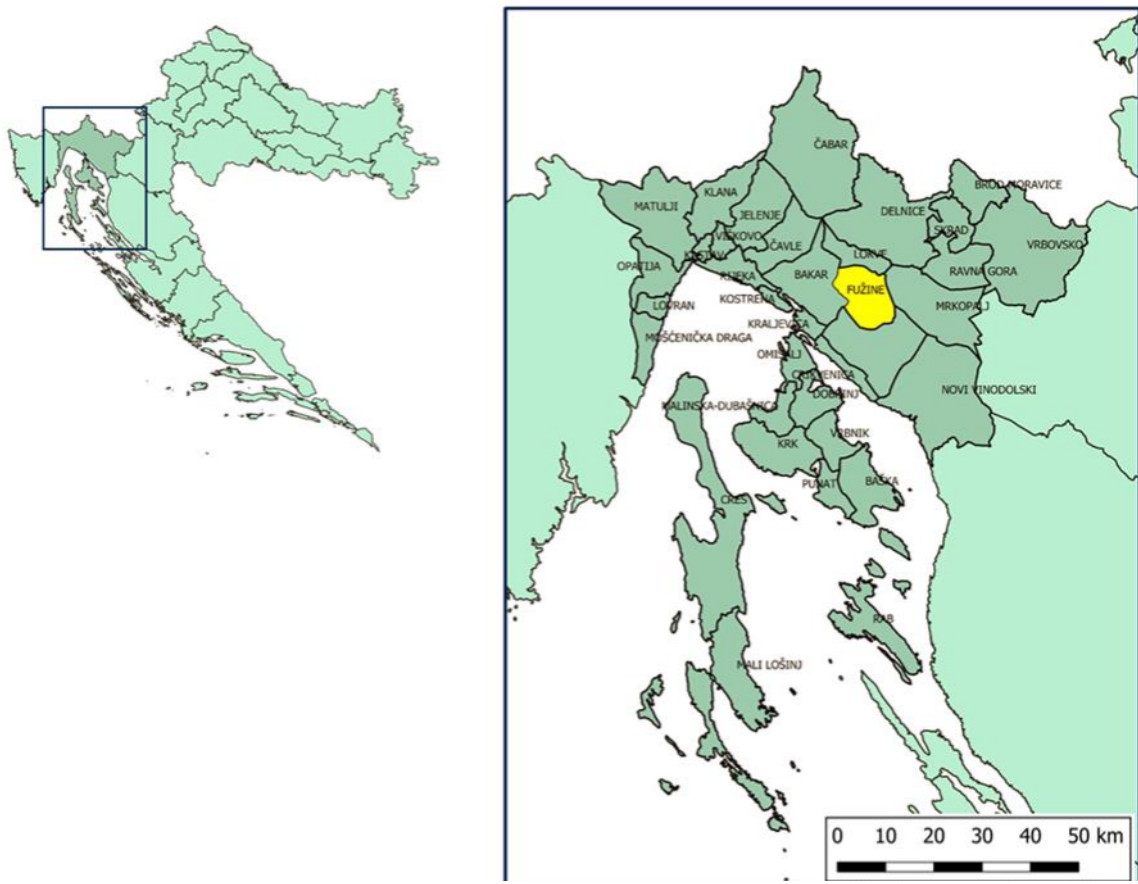 ČABAR
BROD MORAVICE
KLANA
MATULJI
JELENJE
DELNICE
SKRAD
VIŠKOVO
VRBOVSKO
ČAVLE
KASTAV
LOKVE
OPATIJA
RIJEKA
BAKAR
RAVNA GORA
FUŽINE
KOSTRENA
LOVRAN
MRKOPALJ
KRALJEVICA
MOŠĆENIČKA DRAGA
OMIŠALJ
CRIKVENICA
NOVI VINODOLSKI
DOBRINJ
MALINSKA-DUBAŠNICA
VRBNIK
KRK
PUNAT
BAŠKA
CRES
RAB
MALI LOŠINJ
0 10 20 30 40 50 km